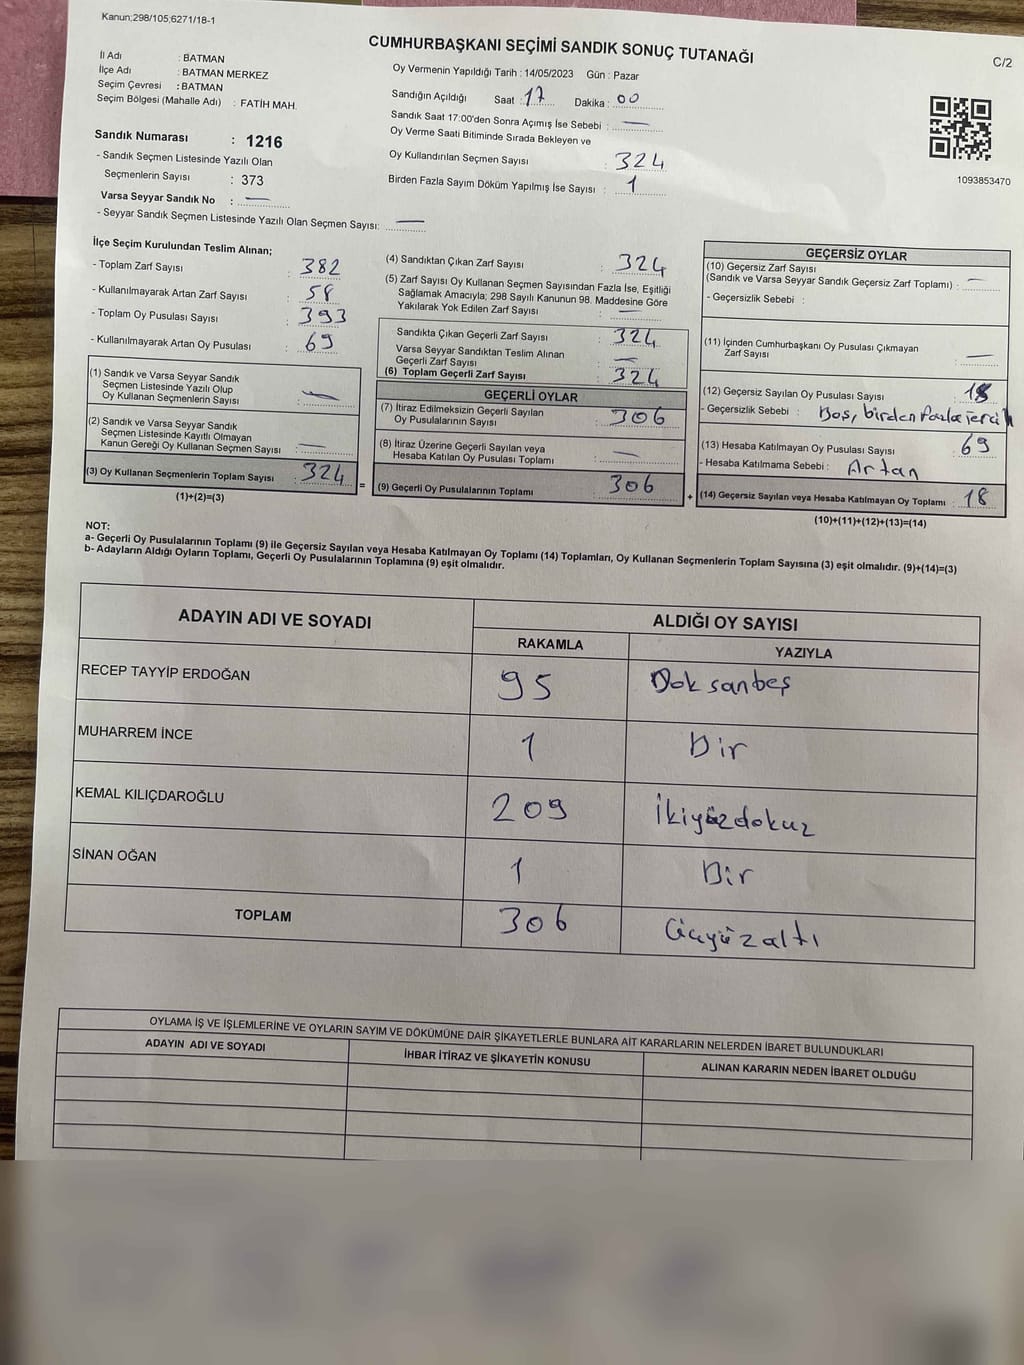 Kanun;298/105,6271/18-1
CUMHURBAŞKANI SEÇİMİ SANDIK SONUÇ TUTANAĞI
C/2
İl Adı : BATMAN
İlçe Adı : BATMAN MERKEZ
Seçim Çevresi : BATMAN
Seçim Bölgesi (Mahalle Adı) : FATİH MAH.
Sandık Numarası : 1216
- Sandık Seçmen Listesinde Yazılı Olan
Seçmenlerin Sayısı : 373
Varsa Seyyar Sandık No : —
- Seyyar Sandık Seçmen Listesinde Yazılı Olan Seçmen Sayısı: —
Oy Vermenin Yapıldığı Tarih : 14/05/2023 Gün : Pazar
Sandığın Açıldığı Saat : 17 Dakika : 00
Sandık Saat 17:00'den Sonra Açımış İse Sebebi : —
Oy Verme Saati Bitiminde Sırada Bekleyen ve
Oy Kullandırılan Seçmen Sayısı : 324
Birden Fazla Sayım Döküm Yapılmış İse Sayısı : 1
1093853470
İlçe Seçim Kurulundan Teslim Alınan;
- Toplam Zarf Sayısı : 382
- Kullanılmayarak Artan Zarf Sayısı : 58
- Toplam Oy Pusulası Sayısı : 393
- Kullanılmayarak Artan Oy Pusulası : 69
(1) Sandık ve Varsa Seyyar Sandık
Seçmen Listesinde Yazılı Olup
Oy Kullanan Seçmenlerin Sayısı : —
(2) Sandık ve Varsa Seyyar Sandık
Seçmen Listesinde Kayıtlı Olmayan
Kanun Gereği Oy Kullanan Seçmen Sayısı : —
(3) Oy Kullanan Seçmenlerin Toplam Sayısı : 324 =
(1)+(2)=(3)
(4) Sandıktan Çıkan Zarf Sayısı : 324
(5) Zarf Sayısı Oy Kullanan Seçmen Sayısından Fazla İse, Eşitliği
Sağlamak Amacıyla; 298 Sayılı Kanunun 98. Maddesine Göre
Yakılarak Yok Edilen Zarf Sayısı : —
Sandıkta Çıkan Geçerli Zarf Sayısı : 324
Varsa Seyyar Sandıktan Teslim Alınan
Geçerli Zarf Sayısı : —
(6) Toplam Geçerli Zarf Sayısı : 324
GEÇERLİ OYLAR
(7) İtiraz Edilmeksizin Geçerli Sayılan
Oy Pusulalarının Sayısı : 306
(8) İtiraz Üzerine Geçerli Sayılan veya
Hesaba Katılan Oy Pusulası Toplamı : —
(9) Geçerli Oy Pusulalarının Toplamı : 306 +
GEÇERSİZ OYLAR
(10) Geçersiz Zarf Sayısı
(Sandık ve Varsa Seyyar Sandık Geçersiz Zarf Toplamı) : —
- Geçersizlik Sebebi :
(11) İçinden Cumhurbaşkanı Oy Pusulası Çıkmayan
Zarf Sayısı : —
(12) Geçersiz Sayılan Oy Pusulası Sayısı : 18
- Geçersizlik Sebebi : Boş, birden fazla tercih
(13) Hesaba Katılmayan Oy Pusulası Sayısı : 69
- Hesaba Katılmama Sebebi : Artan
(14) Geçersiz Sayılan veya Hesaba Katılmayan Oy Toplamı : 18
(10)+(11)+(12)+(13)=(14)
NOT:
a- Geçerli Oy Pusulalarının Toplamı (9) ile Geçersiz Sayılan veya Hesaba Katılmayan Oy Toplamı (14) Toplamları, Oy Kullanan Seçmenlerin Toplam Sayısına (3) eşit olmalıdır. (9)+(14)=(3)
b- Adayların Aldığı Oyların Toplamı, Geçerli Oy Pusulalarının Toplamına (9) eşit olmalıdır.
ADAYIN ADI VE SOYADI ALDIĞI OY SAYISI
RAKAMLA YAZIYLA
RECEP TAYYİP ERDOĞAN 95 Doksanbeş
MUHARREM İNCE 1 Bir
KEMAL KILIÇDAROĞLU 209 İkiyüzdokuz
SİNAN OĞAN 1 Bir
TOPLAM 306 Üçyüzaltı
OYLAMA İŞ VE İŞLEMLERİNE VE OYLARIN SAYIM VE DÖKÜMÜNE DAİR ŞİKAYETLERLE BUNLARA AİT KARARLARIN NELERDEN İBARET BULUNDUKLARI
ADAYIN ADI VE SOYADI İHBAR İTİRAZ VE ŞİKAYETİN KONUSU ALINAN KARARIN NEDEN İBARET OLDUĞU